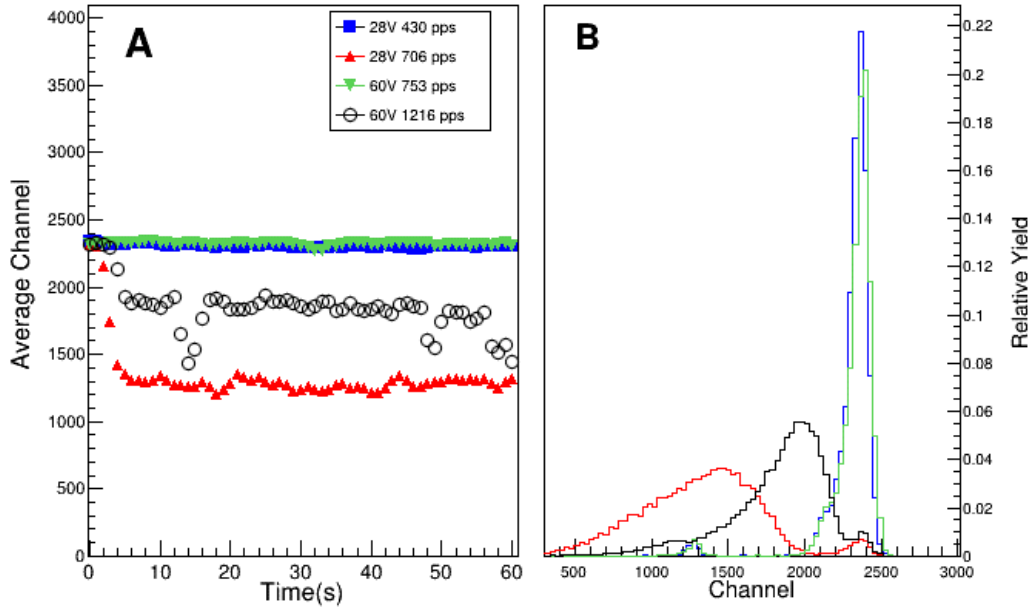 A
28V 430 pps
28V 706 pps
60V 753 pps
60V 1216 pps
Average Channel
4000
3500
3000
2500
2000
1500
1000
500
0
0 10 20 30 40 50 60
Time(s)
B
0.22
0.2
0.18
0.16
0.14
0.12
0.1
0.08
0.06
0.04
0.02
0
Relative Yield
500 1000 1500 2000 2500 3000
Channel